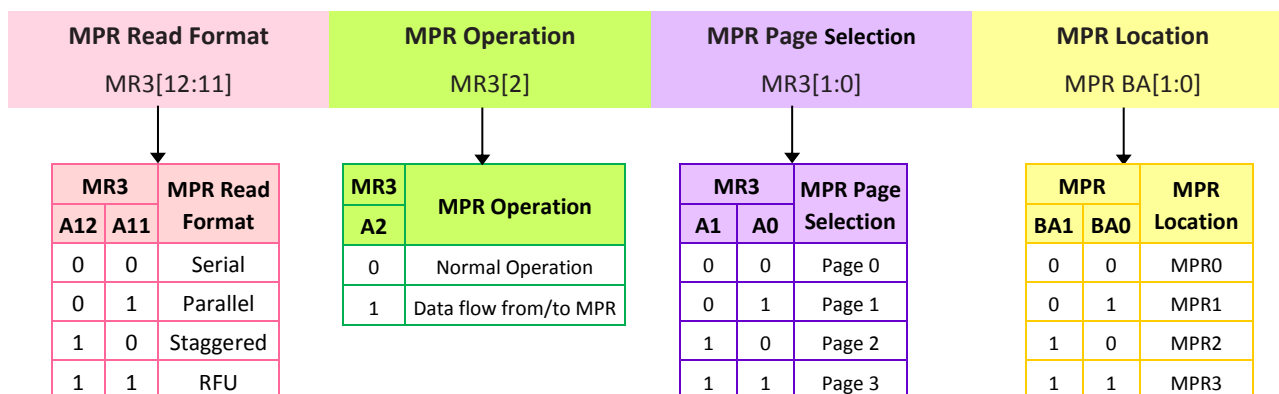 MPR Read Format
MR3[12:11]
MPR Operation
MR3[2]
MPR Page Selection
MR3[1:0]
MPR Location
MPR BA[1:0]
MR3 MPR Read Format
A12 A11
0 0 Serial
0 1 Parallel
1 0 Staggered
1 1 RFU
MR3 MPR Operation
A2
0 Normal Operation
1 Data flow from/to MPR
MR3 MPR Page Selection
A1 A0
0 0 Page 0
0 1 Page 1
1 0 Page 2
1 1 Page 3
MPR MPR Location
BA1 BA0
0 0 MPR0
0 1 MPR1
1 0 MPR2
1 1 MPR3